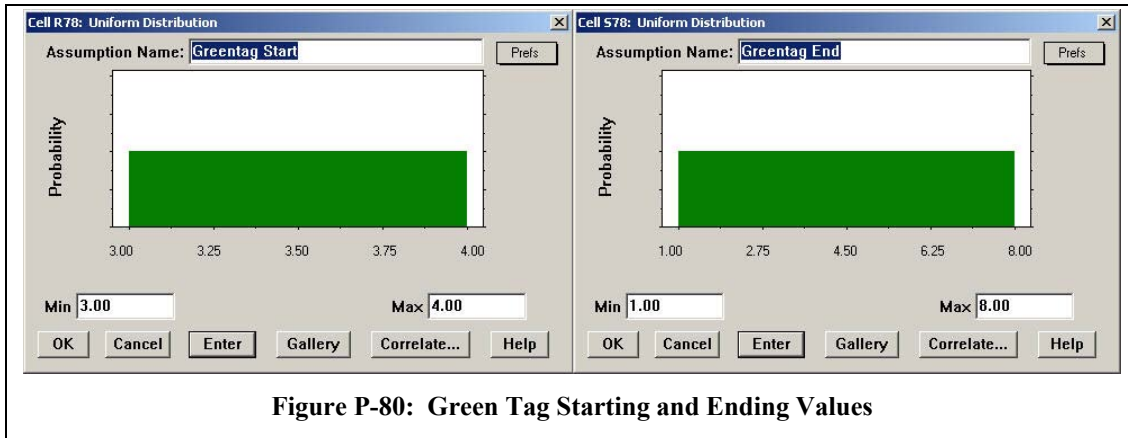 Cell R78: Uniform Distribution
Assumption Name: Greentag Start
Prefs
Probability
3.00 3.25 3.50 3.75 4.00
Min 3.00 Max 4.00
OK Cancel Enter Gallery Correlate... Help
Cell S78: Uniform Distribution
Assumption Name: Greentag End
Prefs
Probability
1.00 2.75 4.50 6.25 8.00
Min 1.00 Max 8.00
OK Cancel Enter Gallery Correlate... Help
Figure P-80: Green Tag Starting and Ending Values